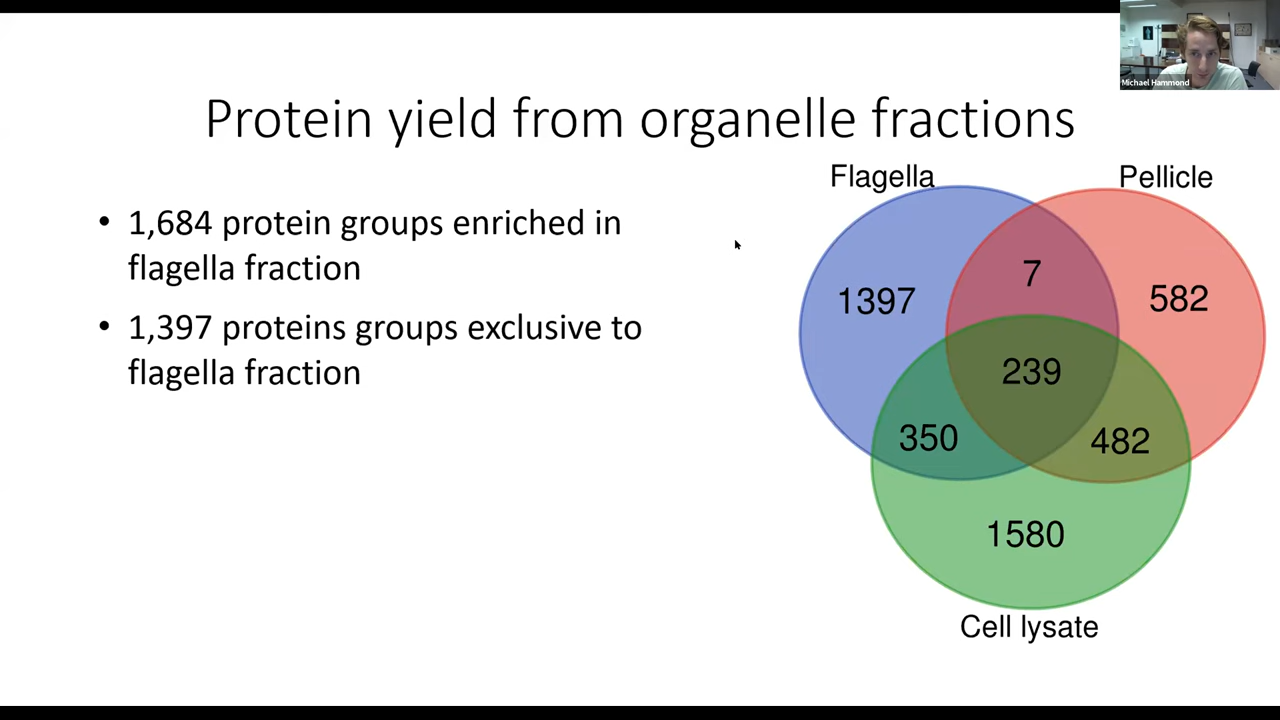 Michael Hammond
Protein yield from organelle fractions
• 1,684 protein groups enriched in
flagella fraction
• 1,397 proteins groups exclusive to
flagella fraction
Flagella
Pellicle
7
1397
582
239
350
482
1580
Cell lysate